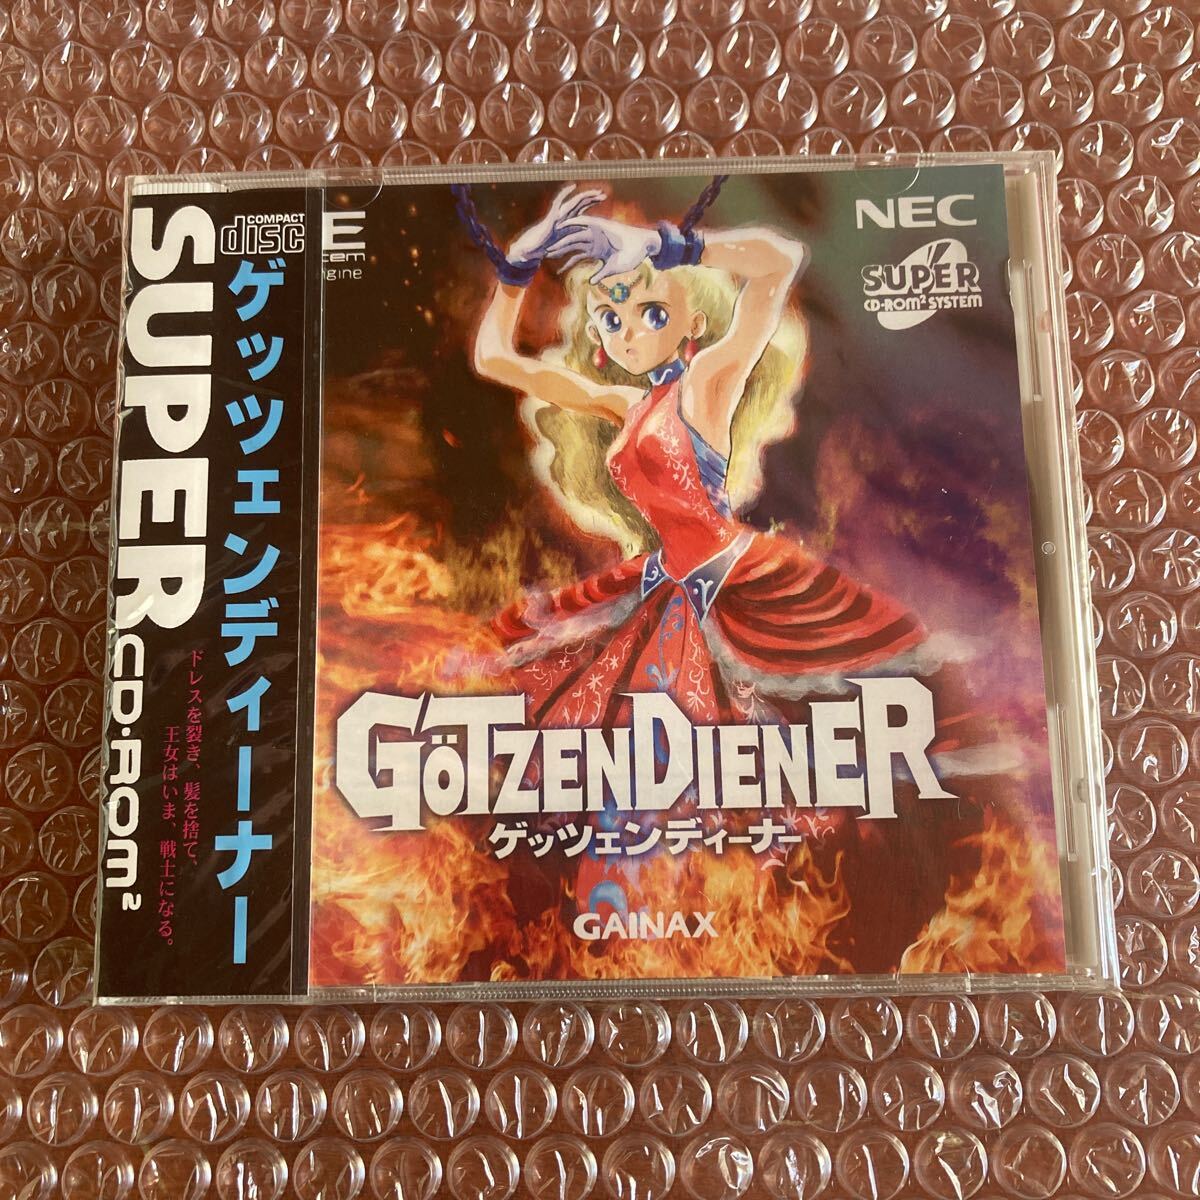 COMPACT
disc
SUPER CD·ROM²
ゲッツェンディーナー
ドレスを裂き、髪を捨て、
王女はいま、戦士になる。
NEC
SUPER
CD-ROM² SYSTEM
GÖTZENDIENER
ゲッツェンディーナー
GAINAX